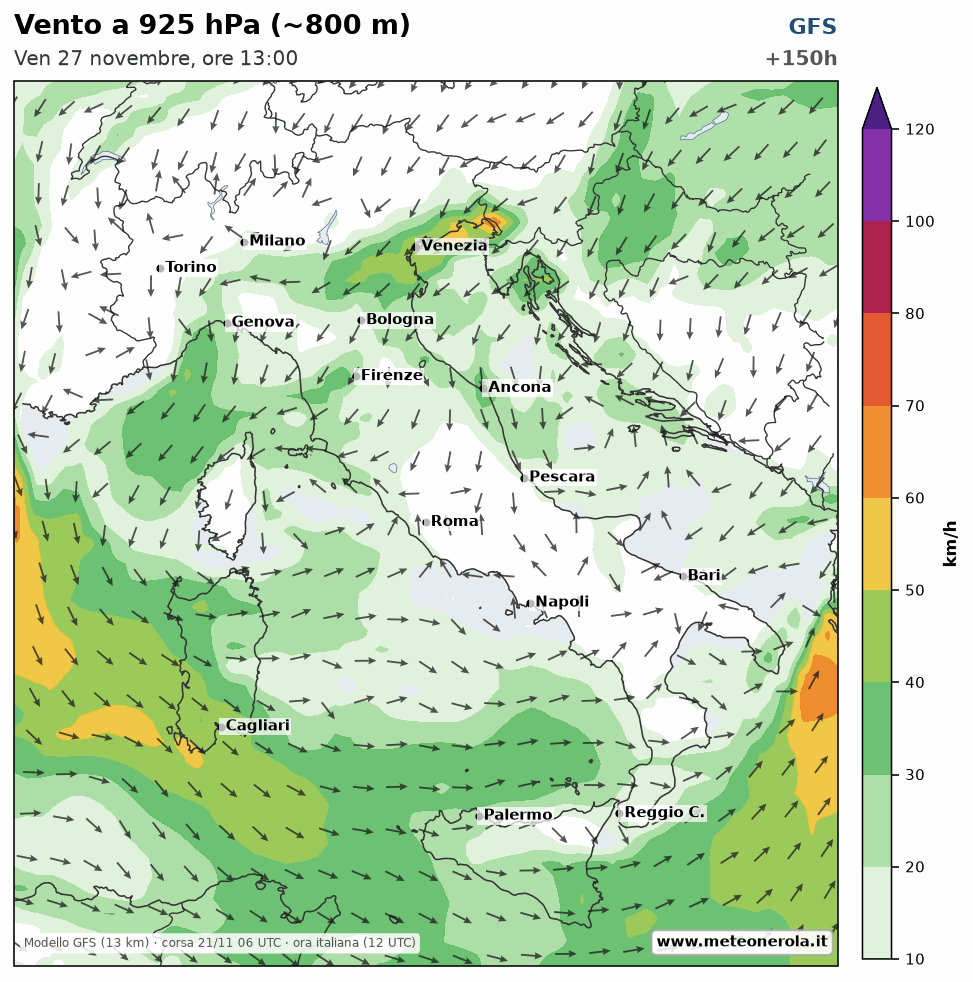 Vento a 925 hPa (~800 m)
GFS
Ven 27 novembre, ore 13:00
+150h
120
100
80
70
60
50
40
30
20
10
km/h
Milano
Venezia
Torino
Genova
Bologna
Firenze
Ancona
Pescara
Roma
Bari
Napoli
Cagliari
Palermo
Reggio C.
Modello GFS (13 km) · corsa 21/11 06 UTC · ora italiana (12 UTC)
www.meteonerola.it